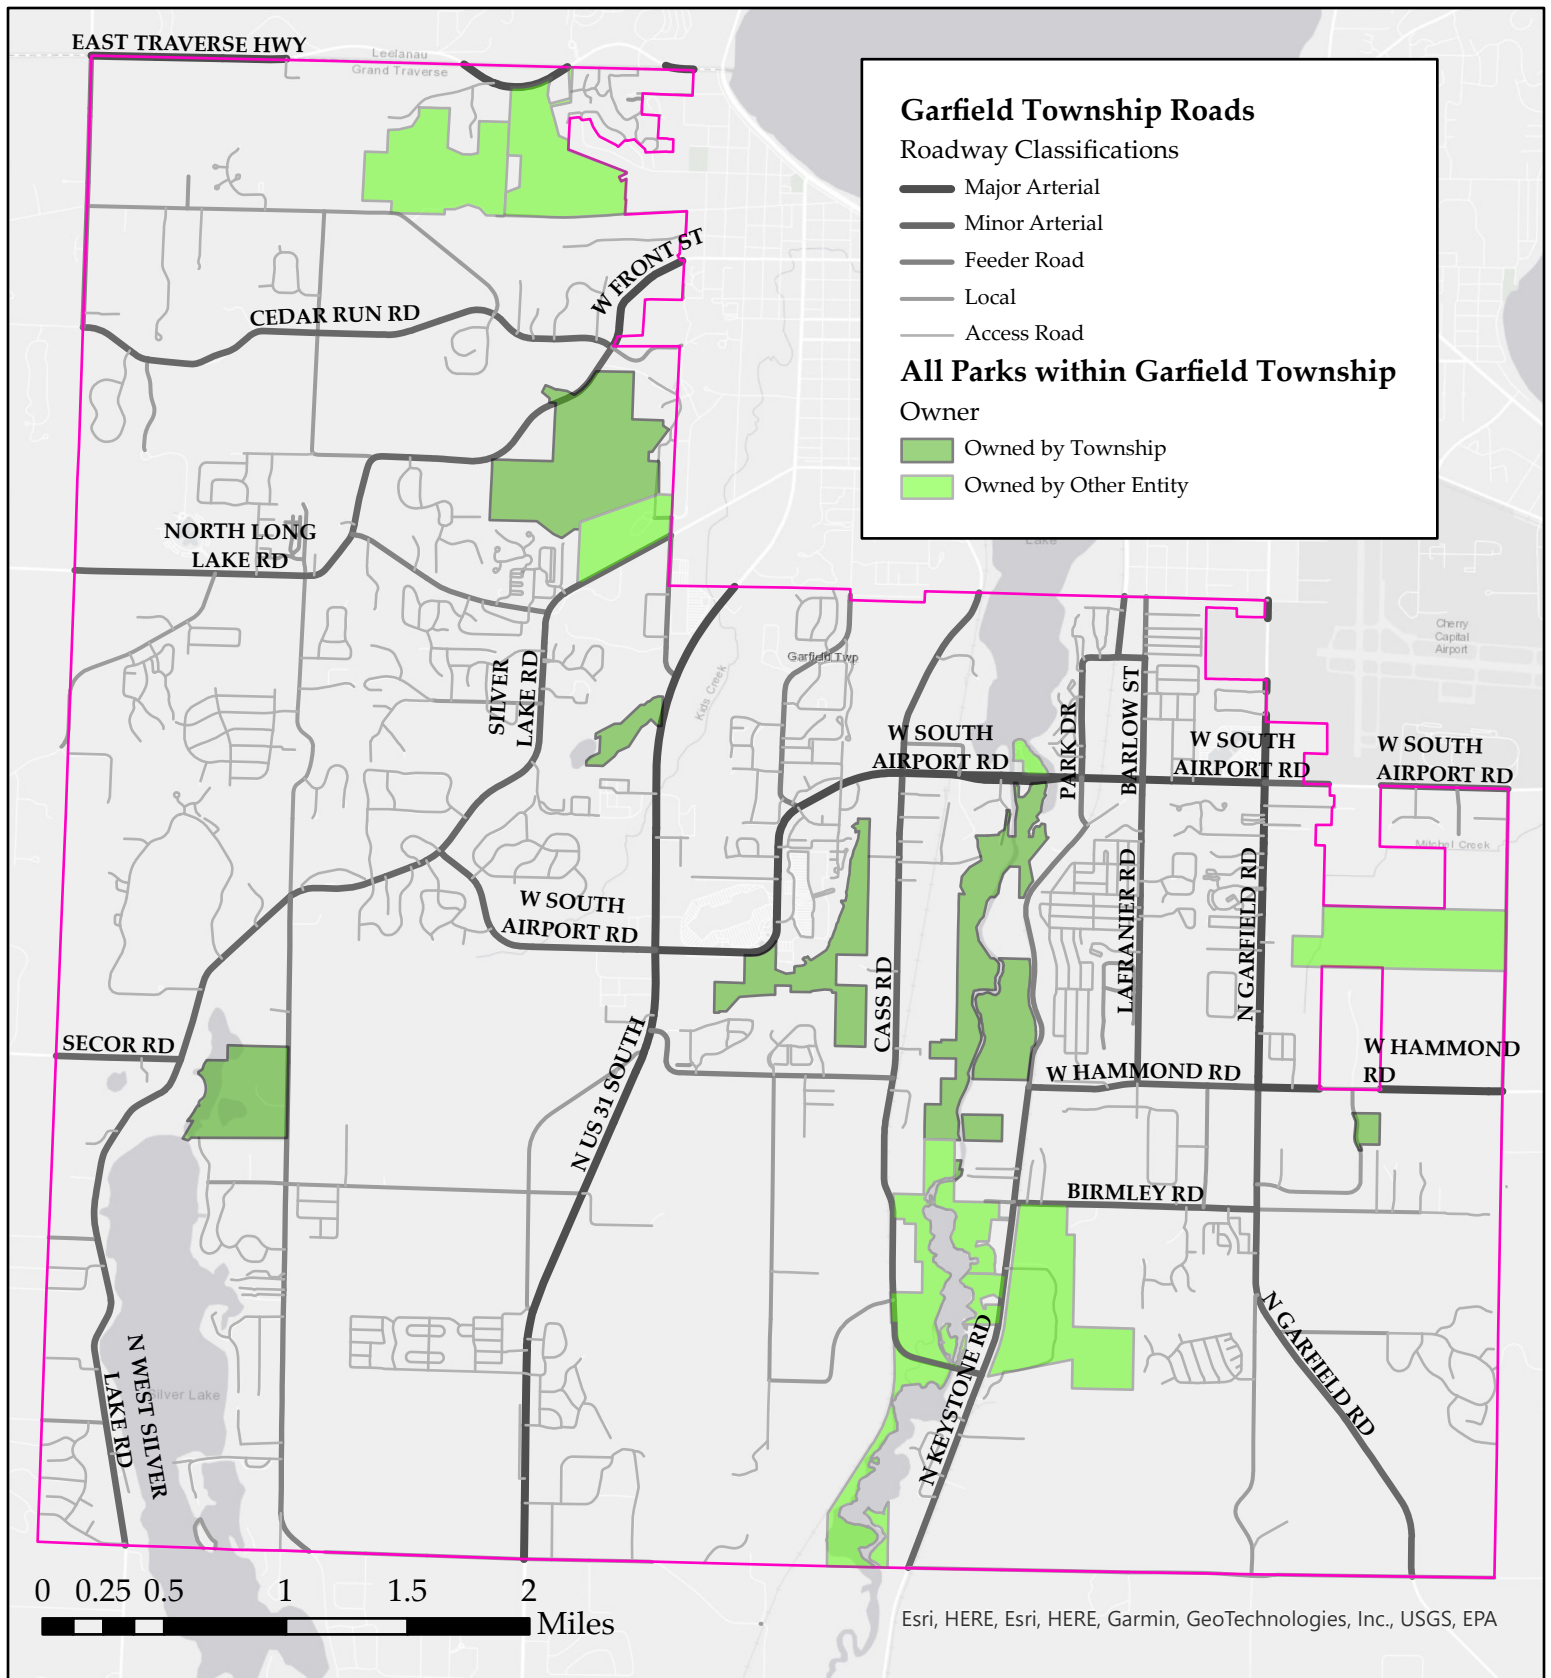 EAST TRAVERSE HWY
Leelanau
Grand Traverse
Garfield Township Roads
Roadway Classifications
Major Arterial
Minor Arterial
Feeder Road
Local
Access Road
All Parks within Garfield Township
Owner
Owned by Township
Owned by Other Entity
W FRONT ST
CEDAR RUN RD
NORTH LONG
LAKE RD
Lake
Cherry
Capital
Airport
Garfield Twp
Kids Creek
SILVER
LAKE RD
PARK DR
BARLOW ST
W SOUTH
AIRPORT RD
W SOUTH
AIRPORT RD
W SOUTH
AIRPORT RD
Mitchel Creek
W SOUTH
AIRPORT RD
LAFRANIER RD
N GARFIELD RD
CASS RD
SECOR RD
N US 31 SOUTH
W HAMMOND RD
W HAMMOND
RD
BIRMLEY RD
N GARFIELD RD
N KEYSTONE RD
N WEST SILVER
LAKE RD
Silver Lake
0 0.25 0.5 1 1.5 2
Miles
Esri, HERE, Esri, HERE, Garmin, GeoTechnologies, Inc., USGS, EPA